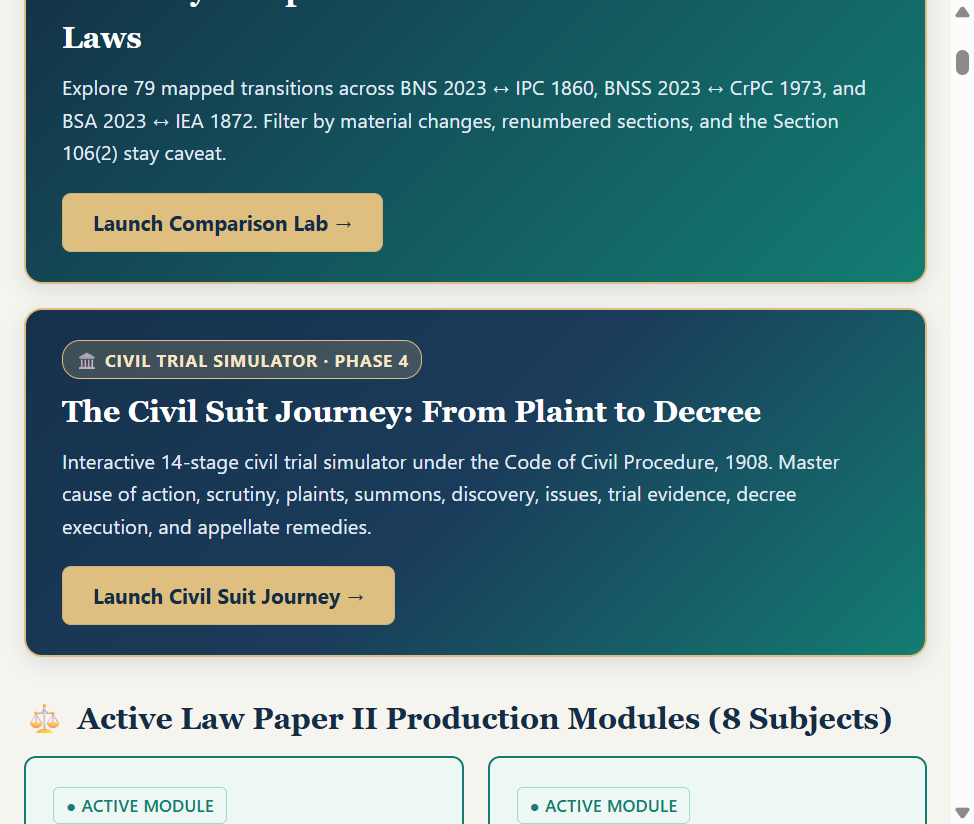 Laws
Explore 79 mapped transitions across BNS 2023 ↔ IPC 1860, BNSS 2023 ↔ CrPC 1973, and
BSA 2023 ↔ IEA 1872. Filter by material changes, renumbered sections, and the Section
106(2) stay caveat.
Launch Comparison Lab →
🏛️ CIVIL TRIAL SIMULATOR · PHASE 4
The Civil Suit Journey: From Plaint to Decree
Interactive 14-stage civil trial simulator under the Code of Civil Procedure, 1908. Master
cause of action, scrutiny, plaints, summons, discovery, issues, trial evidence, decree
execution, and appellate remedies.
Launch Civil Suit Journey →
⚖️ Active Law Paper II Production Modules (8 Subjects)
● ACTIVE MODULE
● ACTIVE MODULE